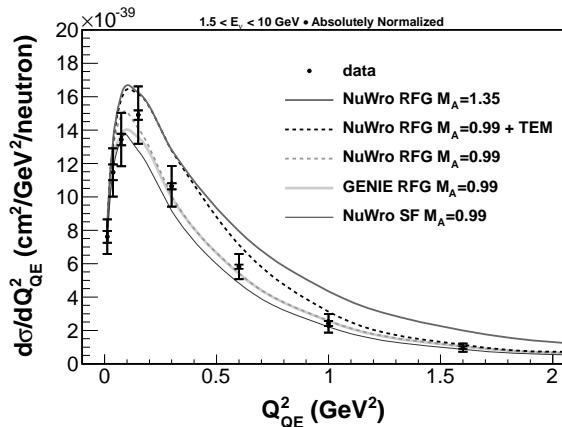 ×10⁻³⁹
1.5 < Eᵥ < 10 GeV • Absolutely Normalized
20
18
16
14
12
10
8
6
4
2
0
dσ/dQ²_QE (cm²/GeV²/neutron)
data
NuWro RFG M_A=1.35
NuWro RFG M_A=0.99 + TEM
NuWro RFG M_A=0.99
GENIE RFG M_A=0.99
NuWro SF M_A=0.99
0 0.5 1 1.5 2
Q²_QE (GeV²)